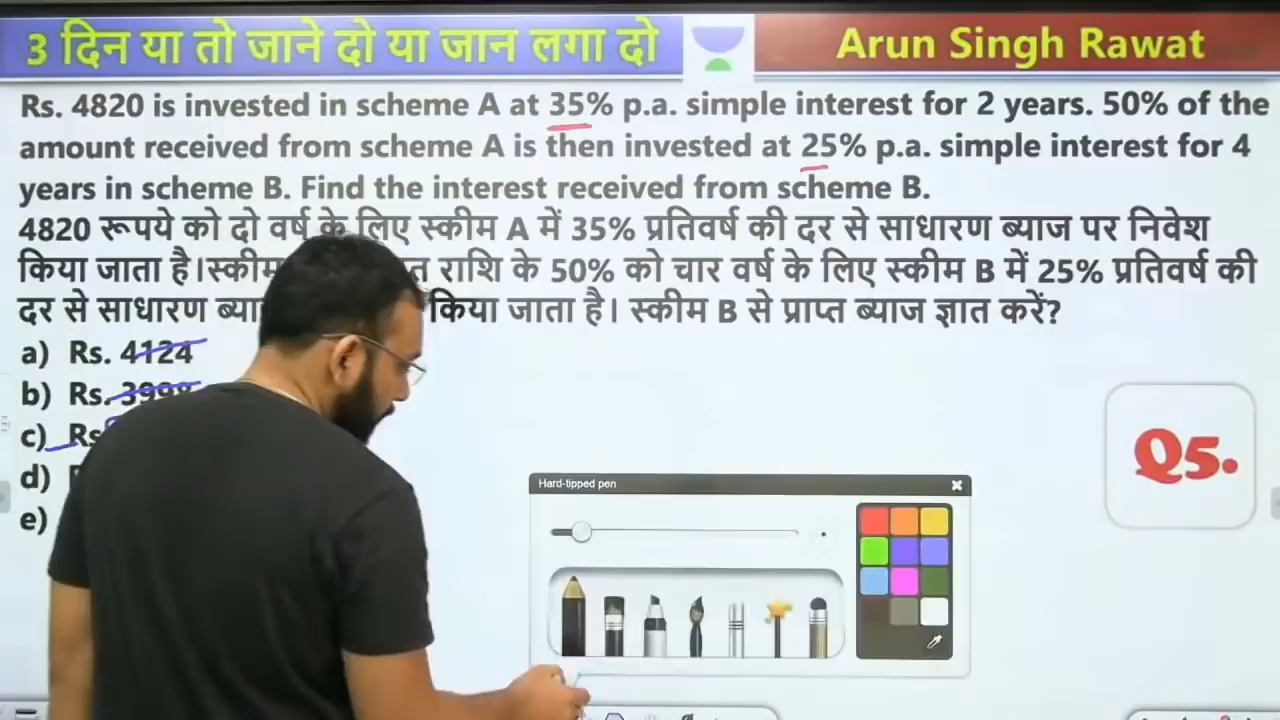 3 दिन या तो जाने दो या जान लगा दो
Arun Singh Rawat
Rs. 4820 is invested in scheme A at 35% p.a. simple interest for 2 years. 50% of the
amount received from scheme A is then invested at 25% p.a. simple interest for 4
years in scheme B. Find the interest received from scheme B.
4820 रूपये को दो वर्ष के लिए स्कीम A में 35% प्रतिवर्ष की दर से साधारण ब्याज पर निवेश
किया जाता है।स्कीम राशि के 50% को चार वर्ष के लिए स्कीम B में 25% प्रतिवर्ष की
दर से साधारण किया जाता है। स्कीम B से प्राप्त ब्याज ज्ञात करें?
a) Rs. 4124
b) Rs. 3998
c) Rs
d)
e)
Q5.
Hard-tipped pen